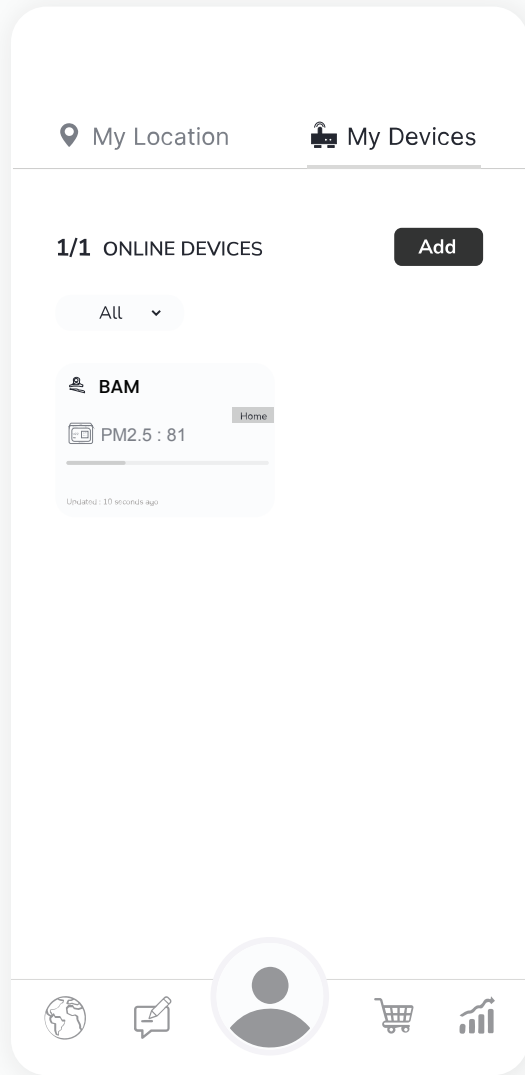 My Location
My Devices
1/1 ONLINE DEVICES
Add
All
BAM
Home
PM2.5 : 81
Updated : 10 seconds ago